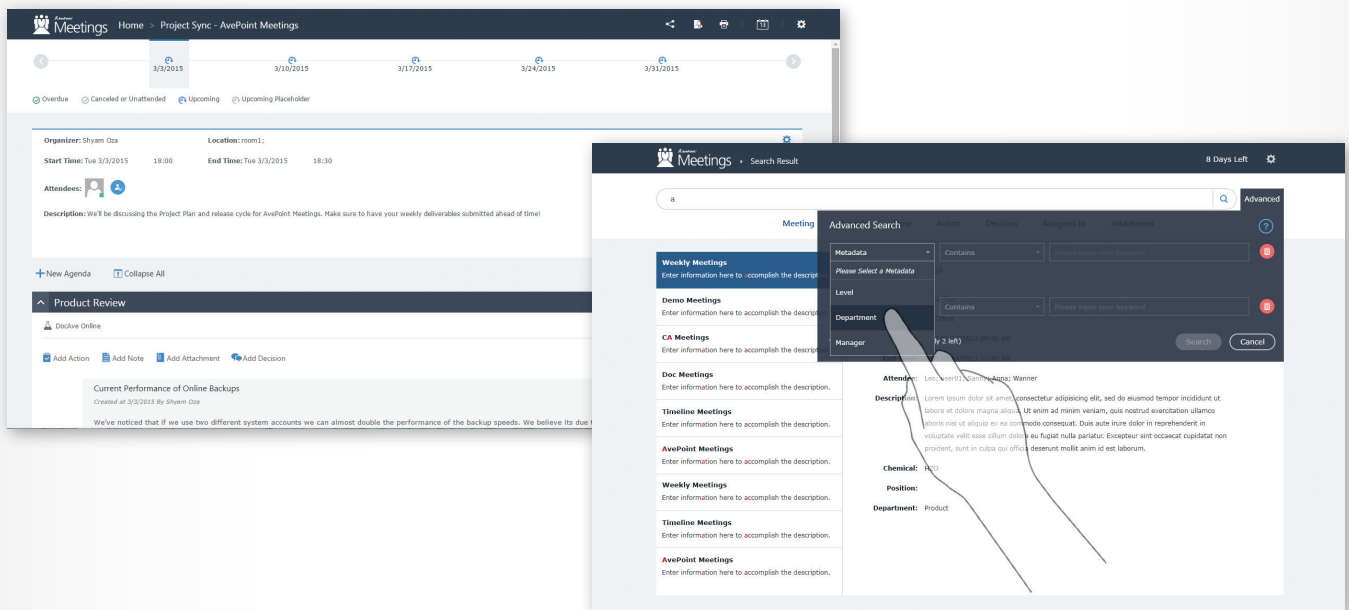 AvePoint
Meetings Home > Project Sync - AvePoint Meetings
13
3/3/2015 3/10/2015 3/17/2015 3/24/2015 3/31/2015
Overdue Canceled or Unattended Upcoming Upcoming Placeholder
Organizer: Shyam Oza Location: room1;
Start Time: Tue 3/3/2015 18:00 End Time: Tue 3/3/2015 18:30
Attendees:
Description: We'll be discussing the Project Plan and release cycle for AvePoint Meetings. Make sure to have your weekly deliverables submitted ahead of time!
New Agenda Collapse All
Product Review
DocAve Online
Add Action Add Note Add Attachment Add Decision
Current Performance of Online Backups
Created at 3/3/2015 By Shyam Oza
We've noticed that if we use two different system accounts we can almost double the performance of the backup speeds. We believe its due
AvePoint
Meetings Search Result 8 Days Left
a Advanced
Meeting Action Decision Assigned to Attachment
Advanced Search ?
Metadata Contains Please input your keyword
Please Select a Metadata
Level
Department Contains Please input your keyword
Manager ly 2 left) Search Cancel
Weekly Meetings
Enter information here to accomplish the descript
Demo Meetings
Enter information here to accomplish the descript
CA Meetings
Enter information here to accomplish the descript
Doc Meetings
Enter information here to accomplish the description.
Timeline Meetings
Enter information here to accomplish the description.
AvePoint Meetings
Enter information here to accomplish the description.
Weekly Meetings
Enter information here to accomplish the description.
Timeline Meetings
Enter information here to accomplish the description.
AvePoint Meetings
Enter information here to accomplish the description.
Attendee: Leo; user01; Sanny; Anna; Wanner
Description: Lorem ipsum dolor sit amet, consectetur adipisicing elit, sed do eiusmod tempor incididunt ut
labore et dolore magna aliqua. Ut enim ad minim veniam, quis nostrud exercitation ullamco
laboris nisi ut aliquip ex ea commodo consequat. Duis aute irure dolor in reprehenderit in
voluptate velit esse cillum dolore eu fugiat nulla pariatur. Excepteur sint occaecat cupidatat non
proident, sunt in culpa qui officia deserunt mollit anim id est laborum.
Chemical: H2O
Position:
Department: Product